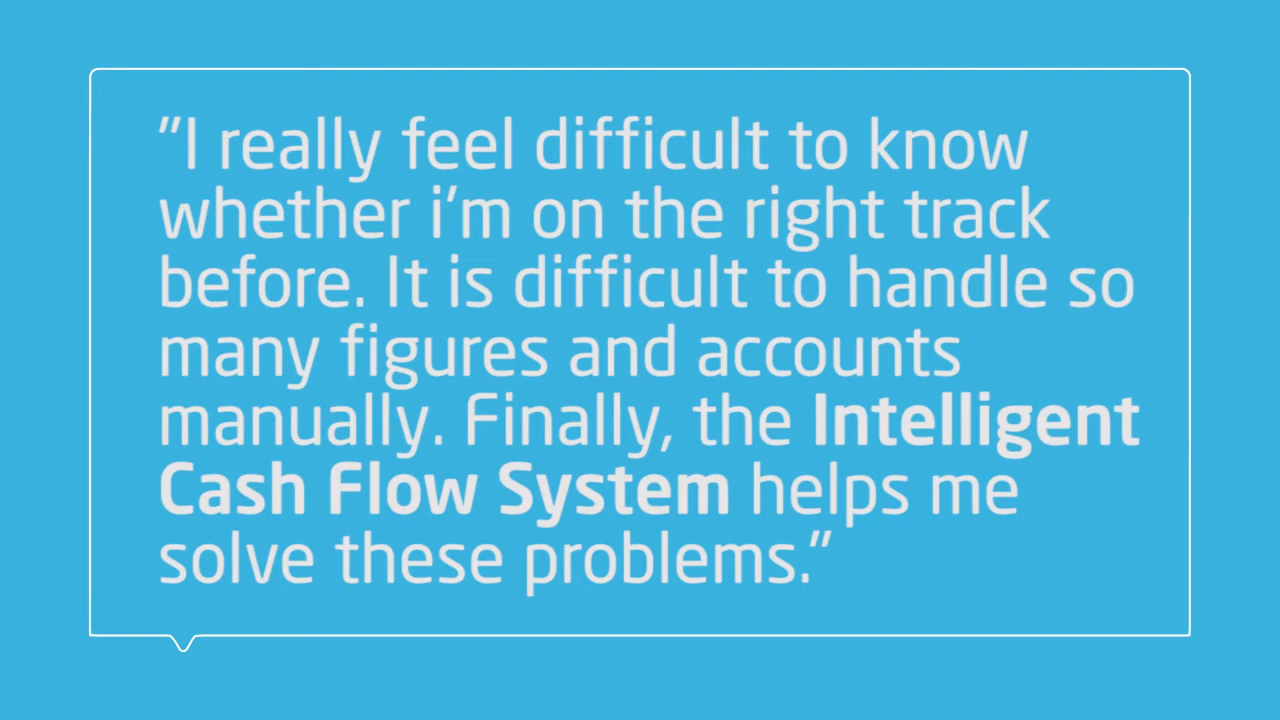 "I really feel difficult to know
whether i'm on the right track
before. It is difficult to handle so
many figures and accounts
manually. Finally, the Intelligent
Cash Flow System helps me
solve these problems."